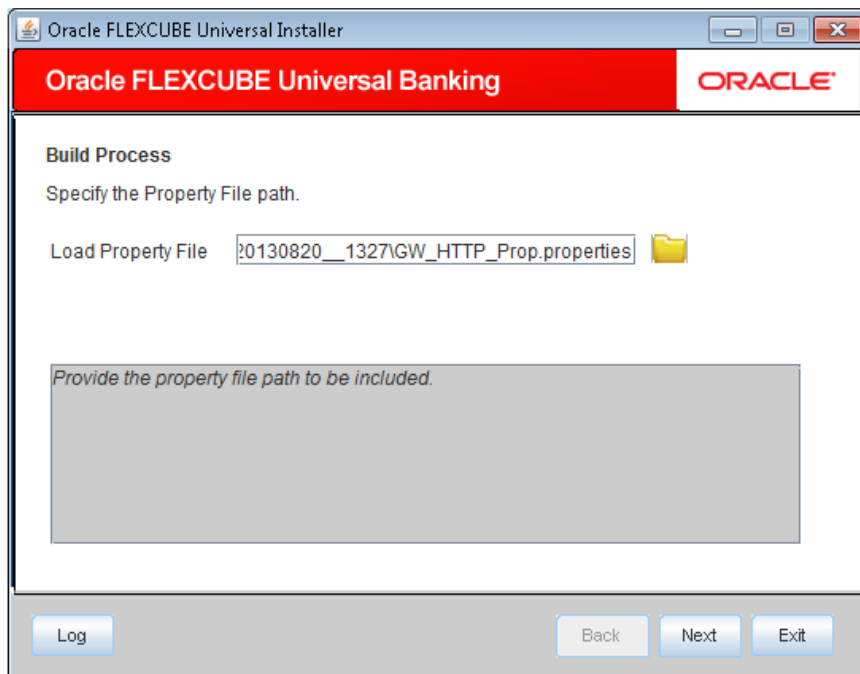 Oracle FLEXCUBE Universal Installer
Oracle FLEXCUBE Universal Banking
ORACLE
Build Process
Specify the Property File path.
Load Property File
20130820__1327\GW_HTTP_Prop.properties
Provide the property file path to be included.
Log
Back
Next
Exit